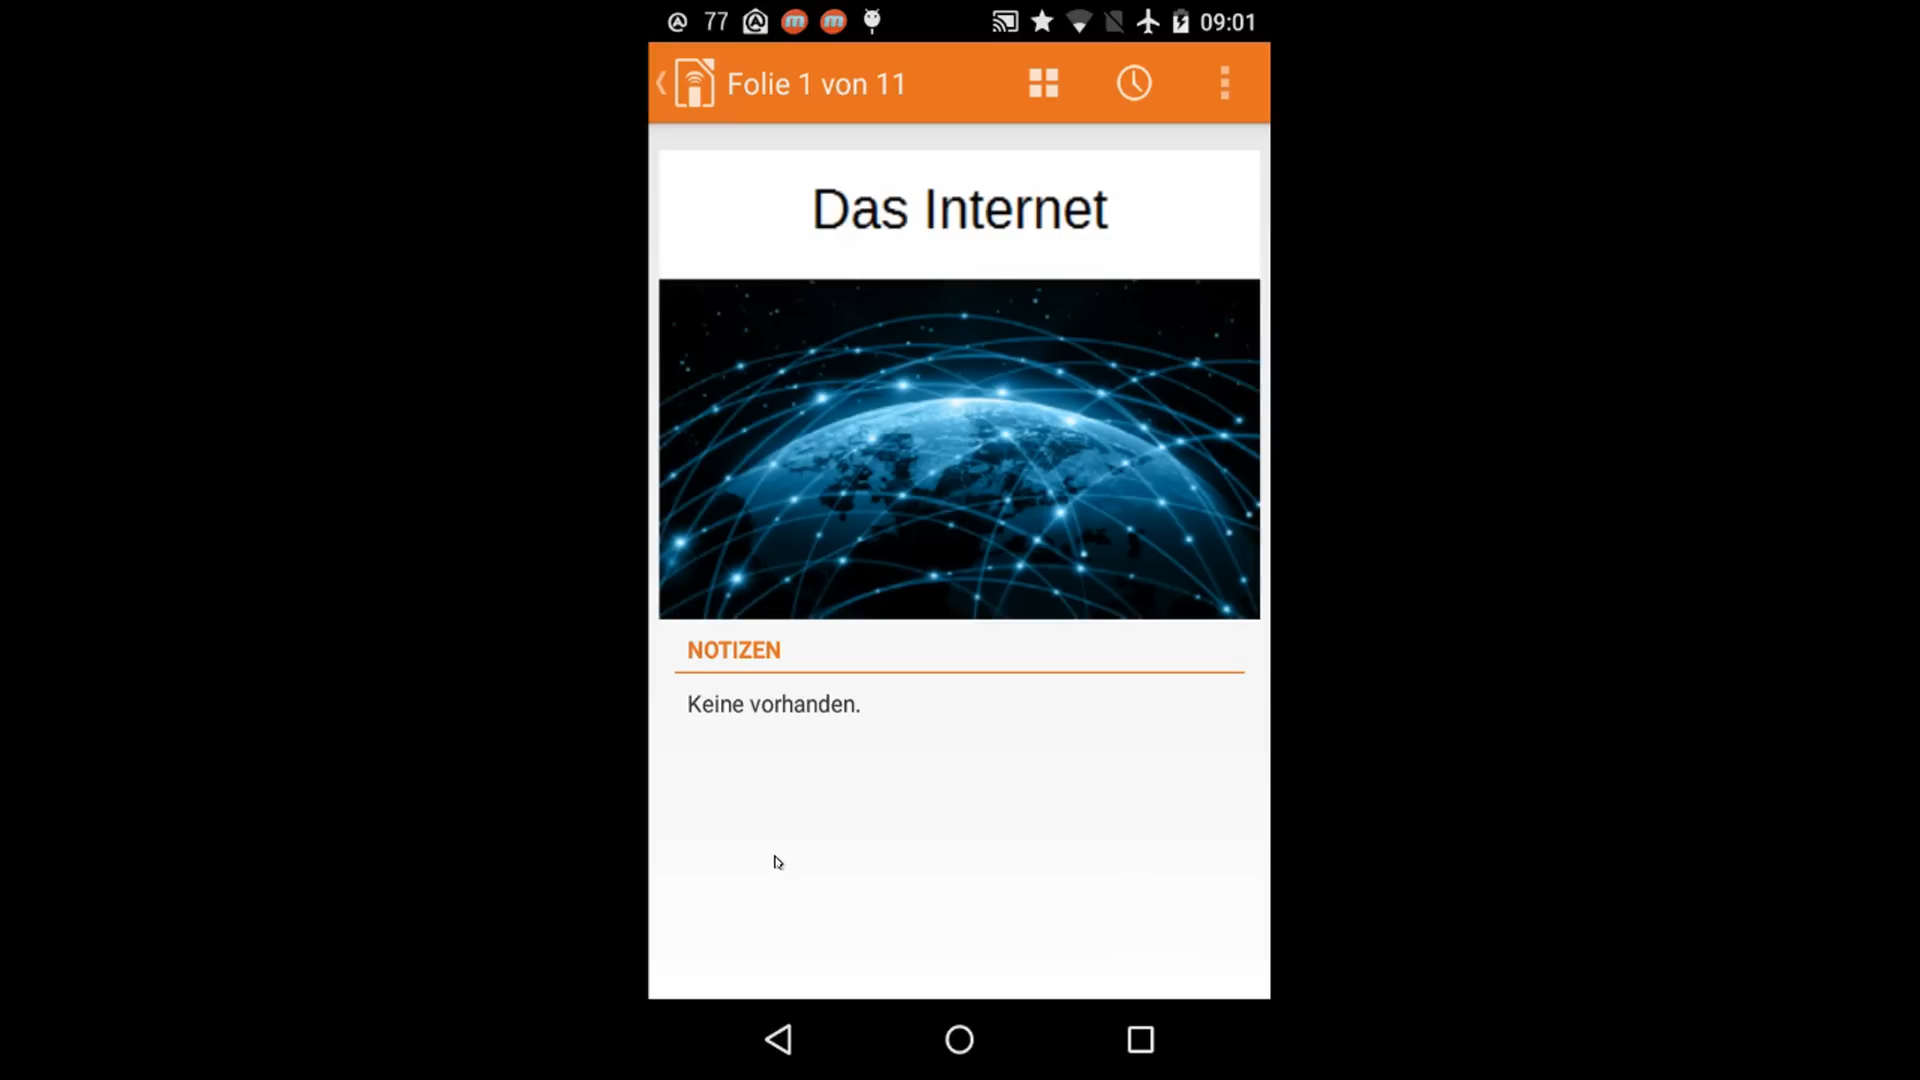 77
09:01
Folie 1 von 11
Das Internet
NOTIZEN
Keine vorhanden.